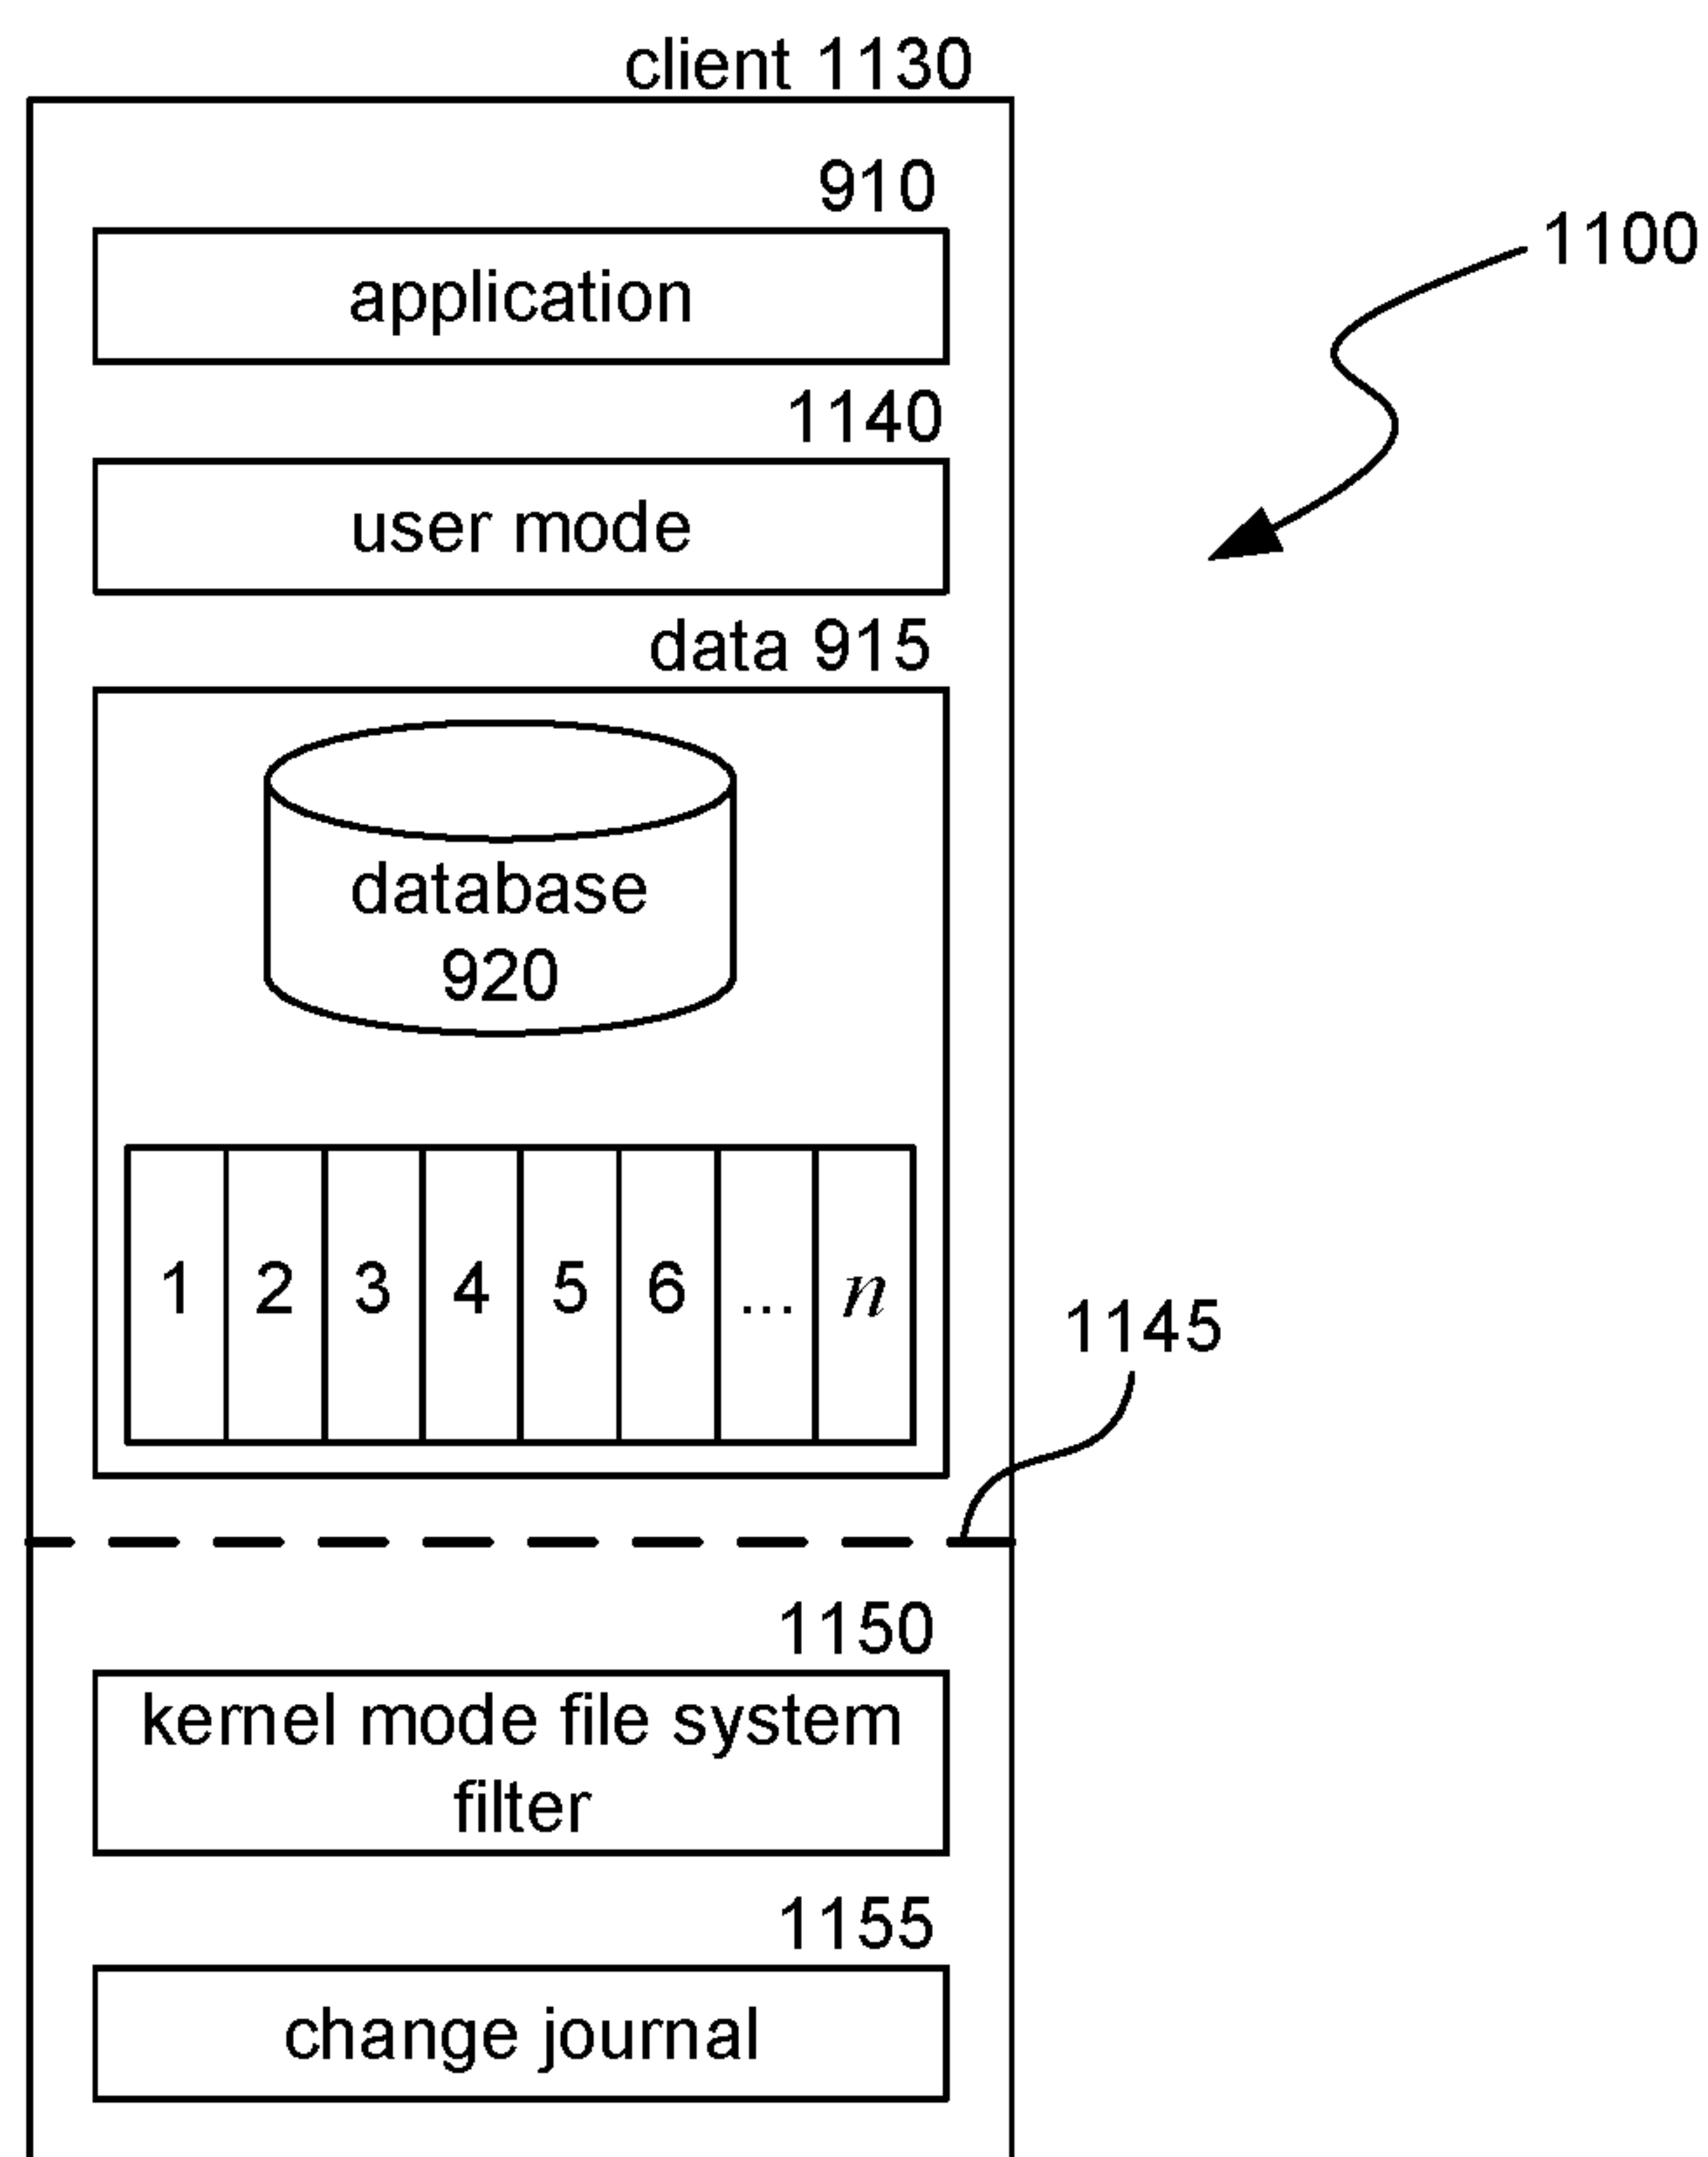 client 1130
910
application
1100
1140
user mode
data 915
database
920
1 2 3 4 5 6 ... n
1145
1150
kernel mode file system
filter
1155
change journal